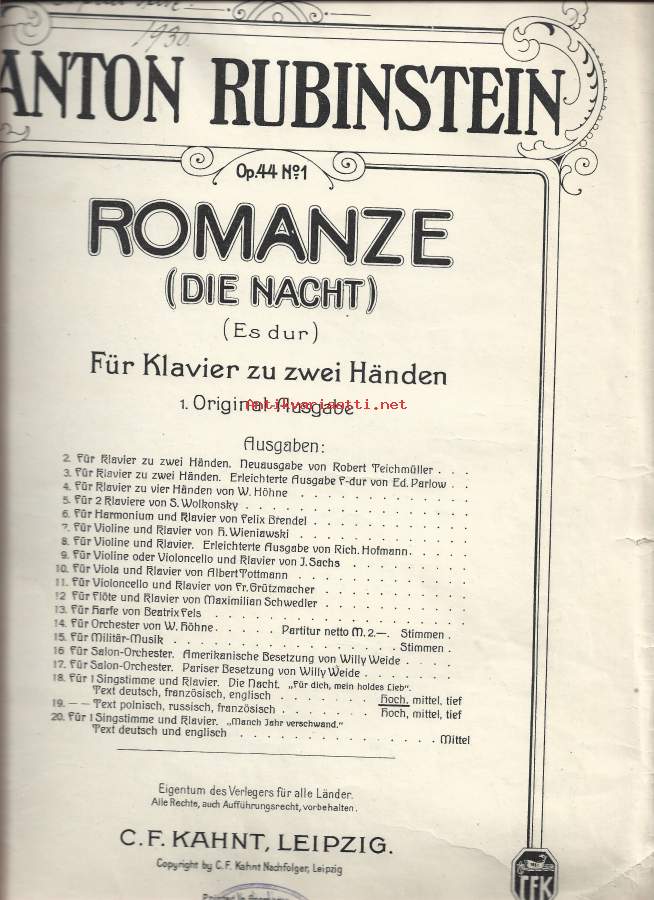 1930.
ANTON RUBINSTEIN
Op.44 No.1
ROMANZE
(DIE NACHT)
(Es dur)
Für Klavier zu zwei Händen
1. Original Ausgabe
Antikvariaatti.net
Ausgaben:
2. Für Klavier zu zwei Händen. Neuausgabe von Robert Teichmüller . . .
3. Für Klavier zu zwei Händen. Erleichterte Ausgabe F-dur von Ed. Parlow . .
4. Für Klavier zu vier Händen von W. Höhne . . . . . . . . . . .
5. Für 2 Klaviere von S. Wolkonsky . . . . . . . . . . . . . .
6. Für Harmonium und Klavier von Felix Brendel . . . . . . . . . .
7. Für Violine und Klavier von H. Wieniawski . . . . . . . . . . .
8. Für Violine und Klavier. Erleichterte Ausgabe von Rich. Hofmann . . . .
9. Für Violine oder Violoncello und Klavier von J. Sachs . . . . . . .
10. Für Viola und Klavier von Albert Tottmann . . . . . . . . . . .
11. Für Violoncello und Klavier von Fr. Grützmacher . . . . . . . . .
12 Für Flöte und Klavier von Maximilian Schwedler . . . . . . . . .
13. Für Harfe von Beatrix Fels . . . . . . . . . . . . . . . .
14. Für Orchester von W. Höhne . . . . . Partitur netto M. 2.—. Stimmen .
15. Für Militär-Musik . . . . . . . . . . . . . . . Stimmen .
16 Für Salon-Orchester. Amerikanische Besetzung von Willy Weide . . . .
17. Für Salon-Orchester. Pariser Besetzung von Willy Weide . . . . . .
18. Für 1 Singstimme und Klavier. Die Nacht. „Für dich, mein holdes Lieb“.
Text deutsch, französisch, englisch . . . . . . . Hoch, mittel, tief
19. — — Text polnisch, russisch, französisch . . . . . . . Hoch, mittel, tief
20. Für 1 Singstimme und Klavier. „Manch Jahr verschwand.“
Text deutsch und englisch . . . . . . . . . . . . . . . Mittel
Eigentum des Verlegers für alle Länder.
Alle Rechte, auch Aufführungsrecht, vorbehalten.
C. F. KAHNT, LEIPZIG.
Copyright by C. F. Kahnt Nachfolger, Leipzig
CFK